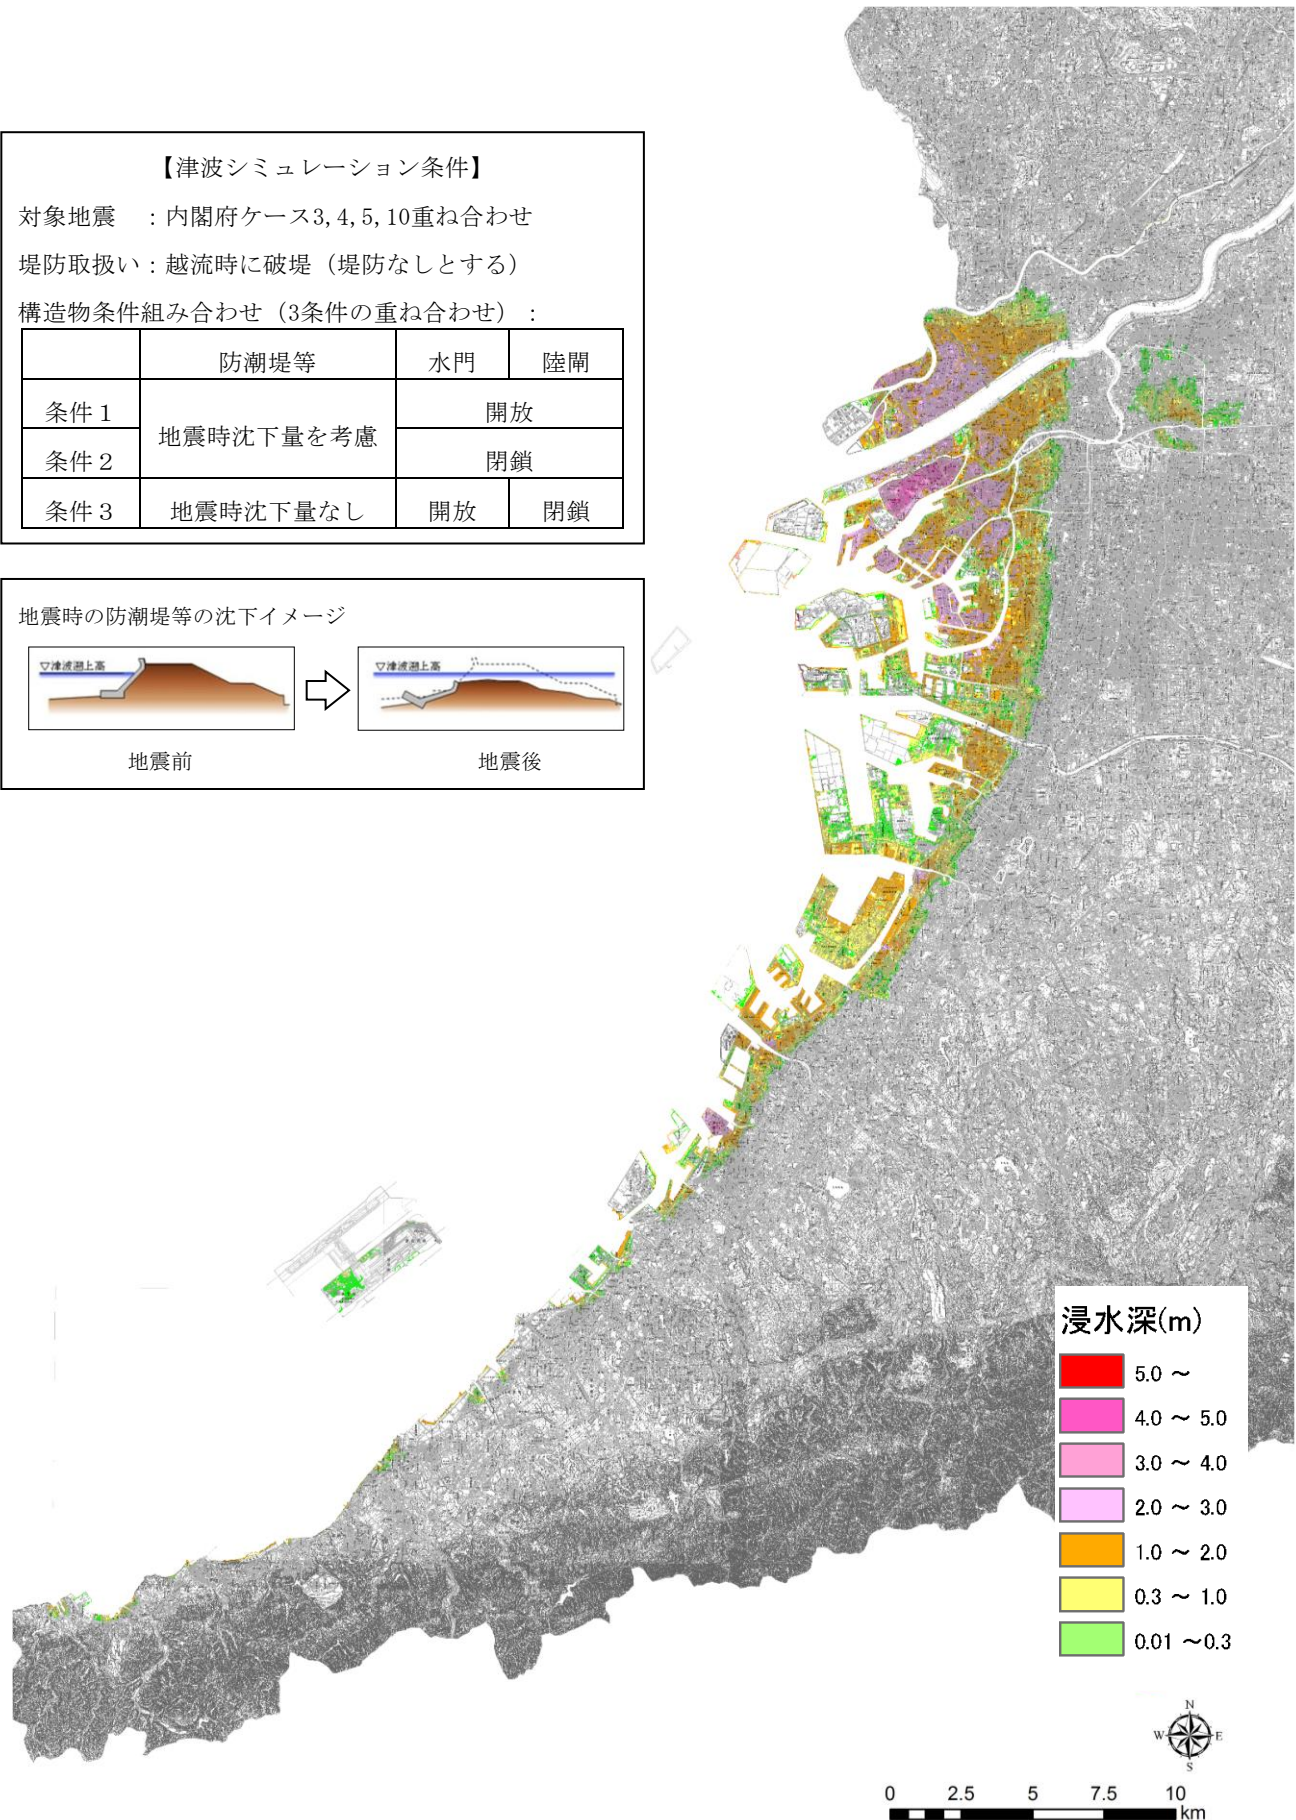 【津波シミュレーション条件】
対象地震　：内閣府ケース3,4,5,10重ね合わせ
堤防取扱い：越流時に破堤（堤防なしとする）
構造物条件組み合わせ（3条件の重ね合わせ）：
防潮堤等 水門 陸閘
条件１ 地震時沈下量を考慮 開放
条件２ 閉鎖
条件３ 地震時沈下量なし 開放 閉鎖
地震時の防潮堤等の沈下イメージ
▽津波遡上高 ▽津波遡上高
地震前 地震後
浸水深(m)
5.0 ～
4.0 ～ 5.0
3.0 ～ 4.0
2.0 ～ 3.0
1.0 ～ 2.0
0.3 ～ 1.0
0.01 ～0.3
N
W E
S
0 2.5 5 7.5 10
km